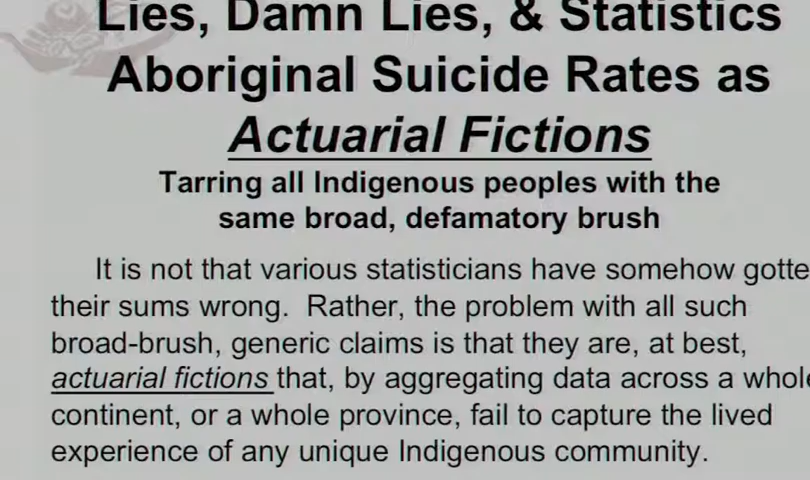 Lies, Damn Lies, & Statistics
Aboriginal Suicide Rates as
Actuarial Fictions
Tarring all Indigenous peoples with the
same broad, defamatory brush
It is not that various statisticians have somehow gotte
their sums wrong. Rather, the problem with all such
broad-brush, generic claims is that they are, at best,
actuarial fictions that, by aggregating data across a whole
continent, or a whole province, fail to capture the lived
experience of any unique Indigenous community.